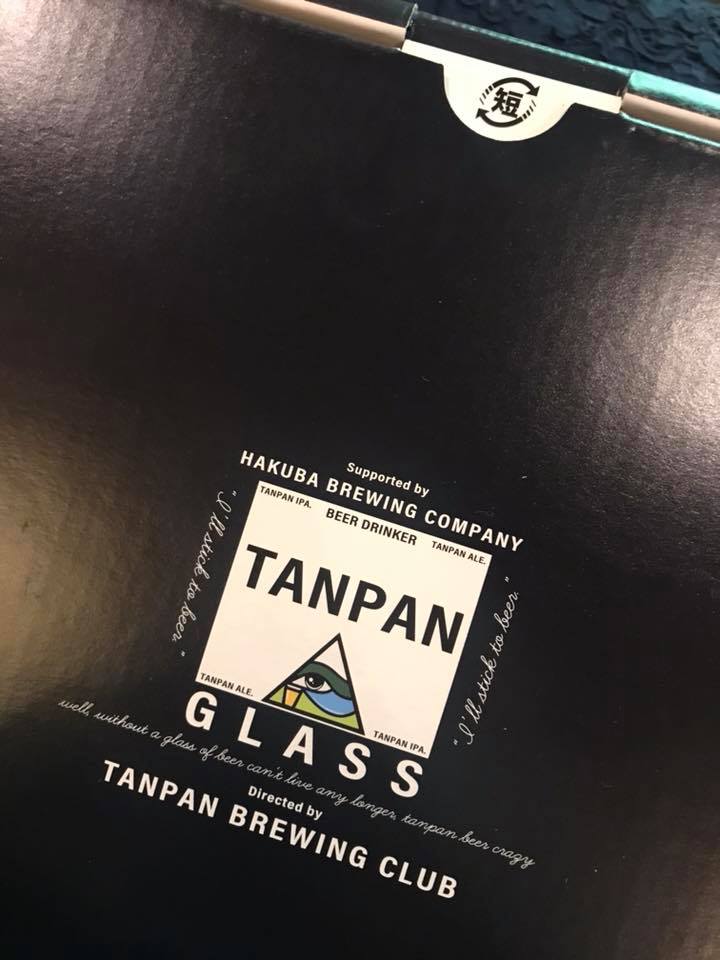 短
Supported by
HAKUBA BREWING COMPANY
TANPAN IPA.
BEER DRINKER
TANPAN ALE.
"I'll stick to beer."
TANPAN
"I'll stick to beer."
TANPAN ALE.
TANPAN IPA.
GLASS
well, without a glass of beer can't live any longer, tanpan beer crazy
Directed by
TANPAN BREWING CLUB